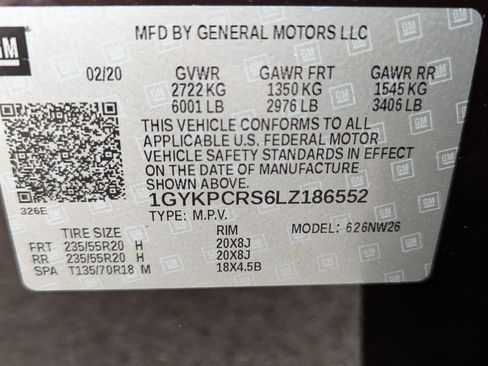 GM
MFD BY GENERAL MOTORS LLC
02/20 GVWR GAWR FRT GAWR RR
2722 KG 1350 KG 1545 KG
6001 LB 2976 LB 3406 LB
THIS VEHICLE CONFORMS TO ALL
APPLICABLE U.S. FEDERAL MOTOR
VEHICLE SAFETY STANDARDS IN EFFECT
ON THE DATE OF MANUFACTURE
SHOWN ABOVE.
326E
1GYKPCRS6LZ186552
TYPE: M.P.V. MODEL: 626NW26
TIRE SIZE RIM
FRT 235/55R20 H 20X8J
RR 235/55R20 H 20X8J
SPA T135/70R18 M 18X4.5B